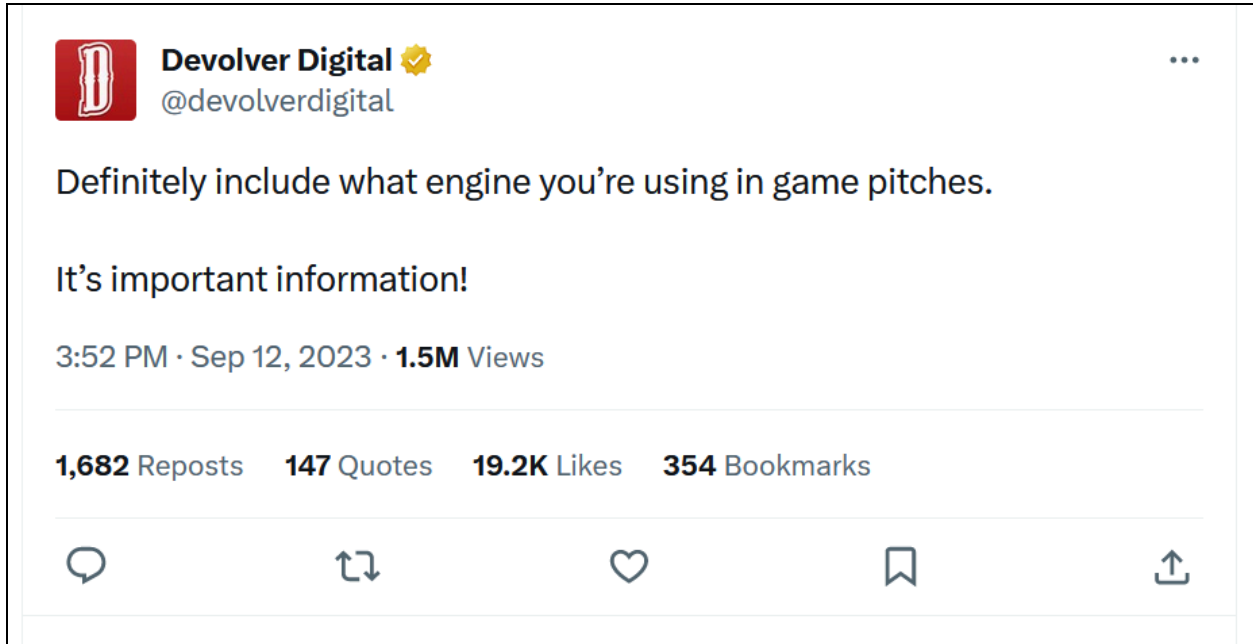 Devolver Digital
@devolverdigital
Definitely include what engine you’re using in game pitches.
It’s important information!
3:52 PM · Sep 12, 2023 · 1.5M Views
1,682 Reposts 147 Quotes 19.2K Likes 354 Bookmarks